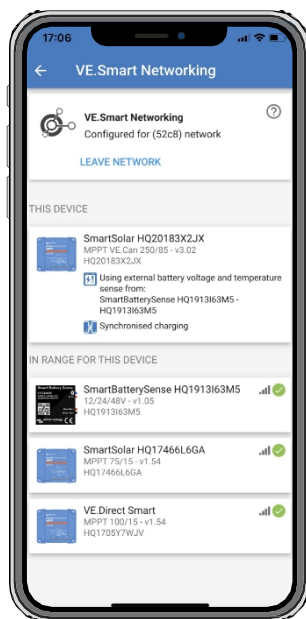 17:06
VE.Smart Networking
VE.Smart Networking
Configured for (52c8) network
LEAVE NETWORK
THIS DEVICE
SmartSolar HQ20183X2JX
MPPT VE.Can 250/85 - v3.02
HQ20183X2JX
Using external battery voltage and temperature
sense from:
SmartBatterySense HQ1913I63M5 -
HQ1913I63M5
Synchronised charging
IN RANGE FOR THIS DEVICE
SmartBatterySense HQ1913I63M5
12/24/48V - v1.05
HQ1913I63M5
SmartSolar HQ17466L6GA
MPPT 75/15 - v1.54
HQ17466L6GA
VE.Direct Smart
MPPT 100/15 - v1.54
HQ1705Y7WJV